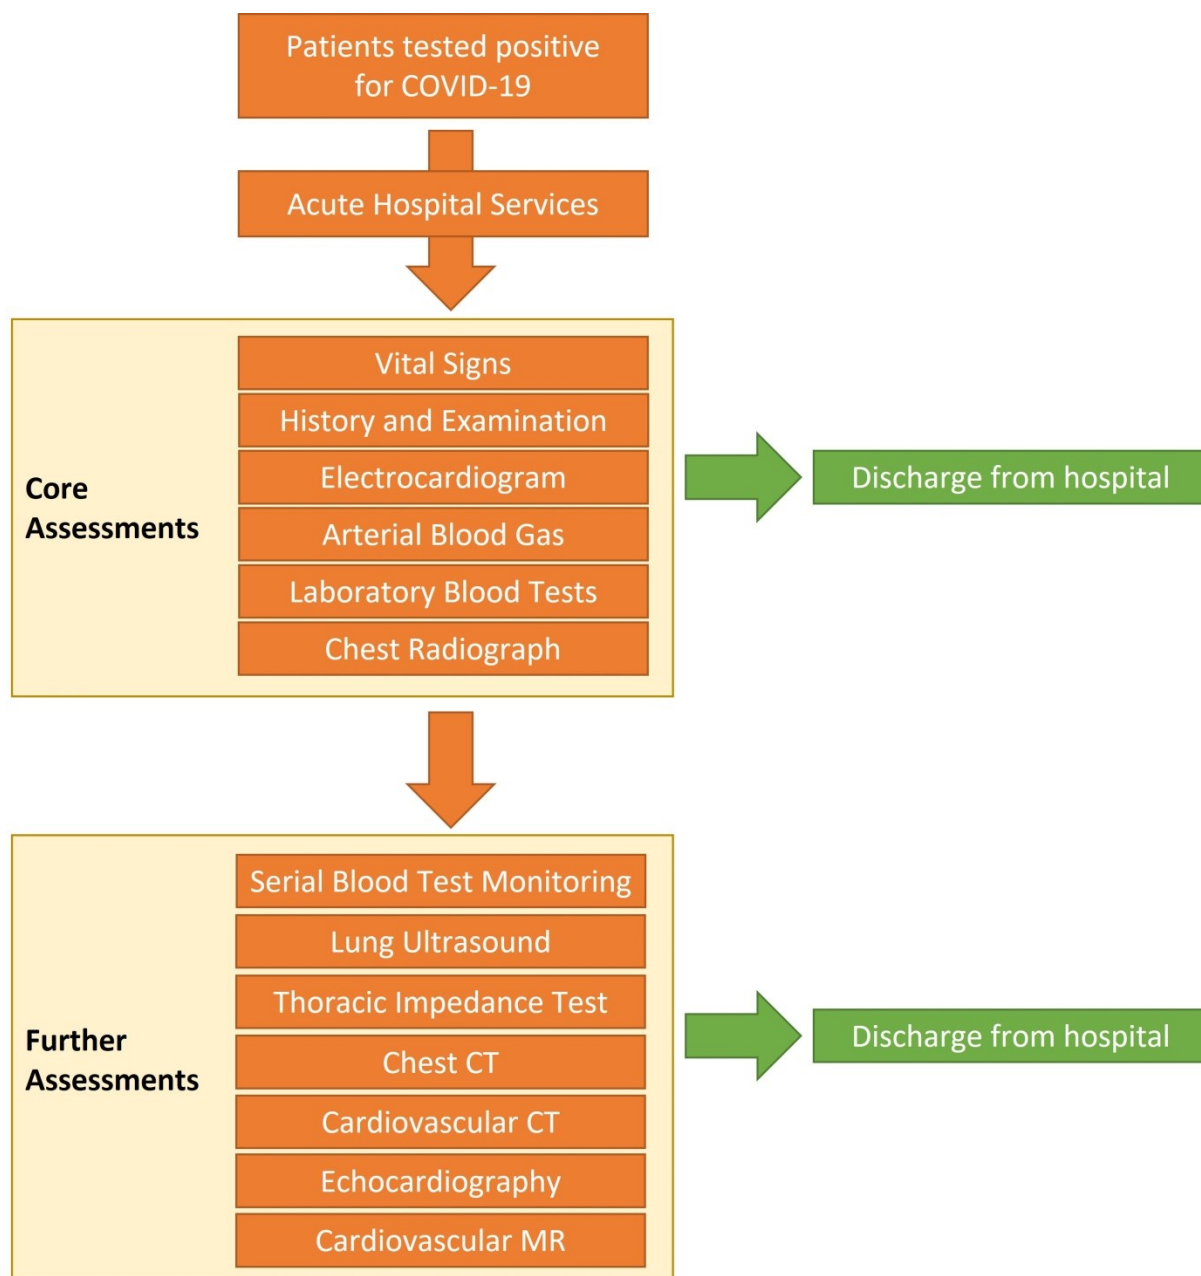 Patients tested positive
for COVID-19
Acute Hospital Services
Core
Assessments
Vital Signs
History and Examination
Electrocardiogram
Arterial Blood Gas
Laboratory Blood Tests
Chest Radiograph
Discharge from hospital
Further
Assessments
Serial Blood Test Monitoring
Lung Ultrasound
Thoracic Impedance Test
Chest CT
Cardiovascular CT
Echocardiography
Cardiovascular MR
Discharge from hospital